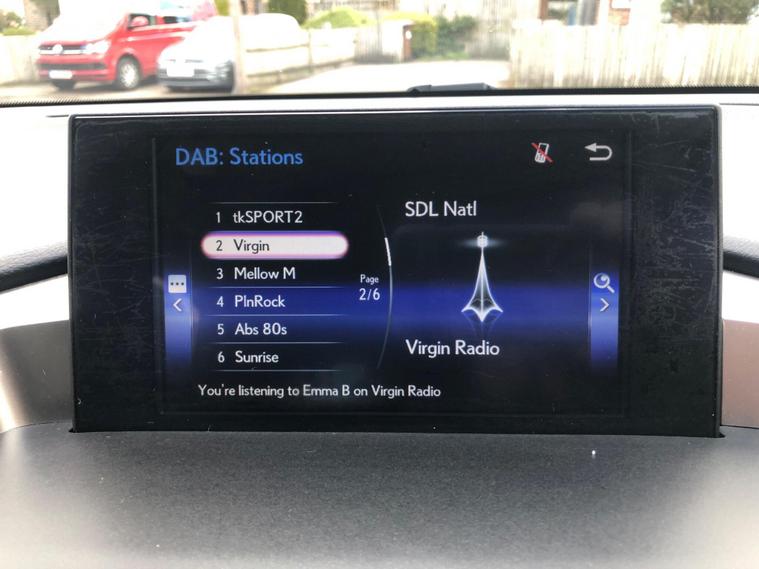 DAB: Stations
1 tkSPORT2
2 Virgin
3 Mellow M
4 PlnRock
5 Abs 80s
6 Sunrise
Page
2/6
SDL Natl
Virgin Radio
You're listening to Emma B on Virgin Radio